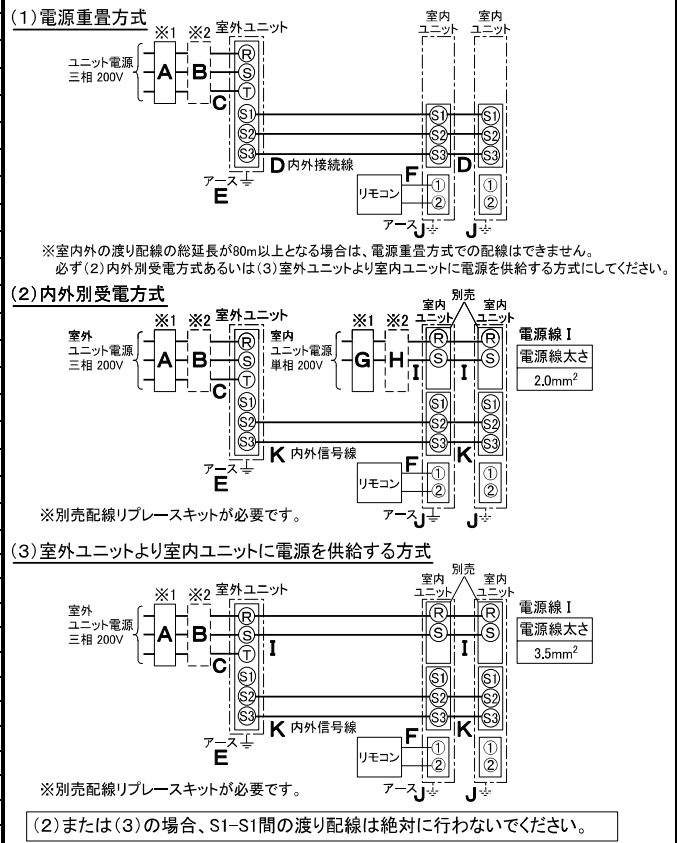 (1)電源重畳方式
※1 ※2 室外ユニット
室内
ユニット
室内
ユニット
ユニット電源
三相 200V
A
B
C
R
S
T
S1
S2
S3
S1
S2
S3
S1
S2
S3
D 内外接続線
D
アース
E
リモコン
F
①
②
①
②
アース J
J
※室内外の渡り配線の総延長が80m以上となる場合は、電源重畳方式での配線はできません。
必ず(2)内外別受電方式あるいは(3)室外ユニットより室内ユニットに電源を供給する方式にしてください。
(2)内外別受電方式
※1 ※2 室外ユニット
※1 ※2
室内
ユニット
別売
室内
ユニット
室外
ユニット電源
三相 200V
A
B
C
R
S
T
S1
S2
S3
室内
ユニット電源
単相 200V
G
H
I
R
S
S1
S2
S3
I
R
S
S1
S2
S3
電源線 I
電源線太さ
2.0mm²
K 内外信号線
K
アース
E
リモコン
F
①
②
①
②
アース J
J
※別売配線リプレースキットが必要です。
(3)室外ユニットより室内ユニットに電源を供給する方式
※1 ※2 室外ユニット
室内
ユニット
別売
室内
ユニット
室外
ユニット電源
三相 200V
A
B
C
R
S
T
S1
S2
S3
I
R
S
S1
S2
S3
I
R
S
S1
S2
S3
電源線 I
電源線太さ
3.5mm²
K 内外信号線
K
アース
E
リモコン
F
①
②
①
②
アース J
J
※別売配線リプレースキットが必要です。
(2)または(3)の場合、S1-S1間の渡り配線は絶対に行わないでください。